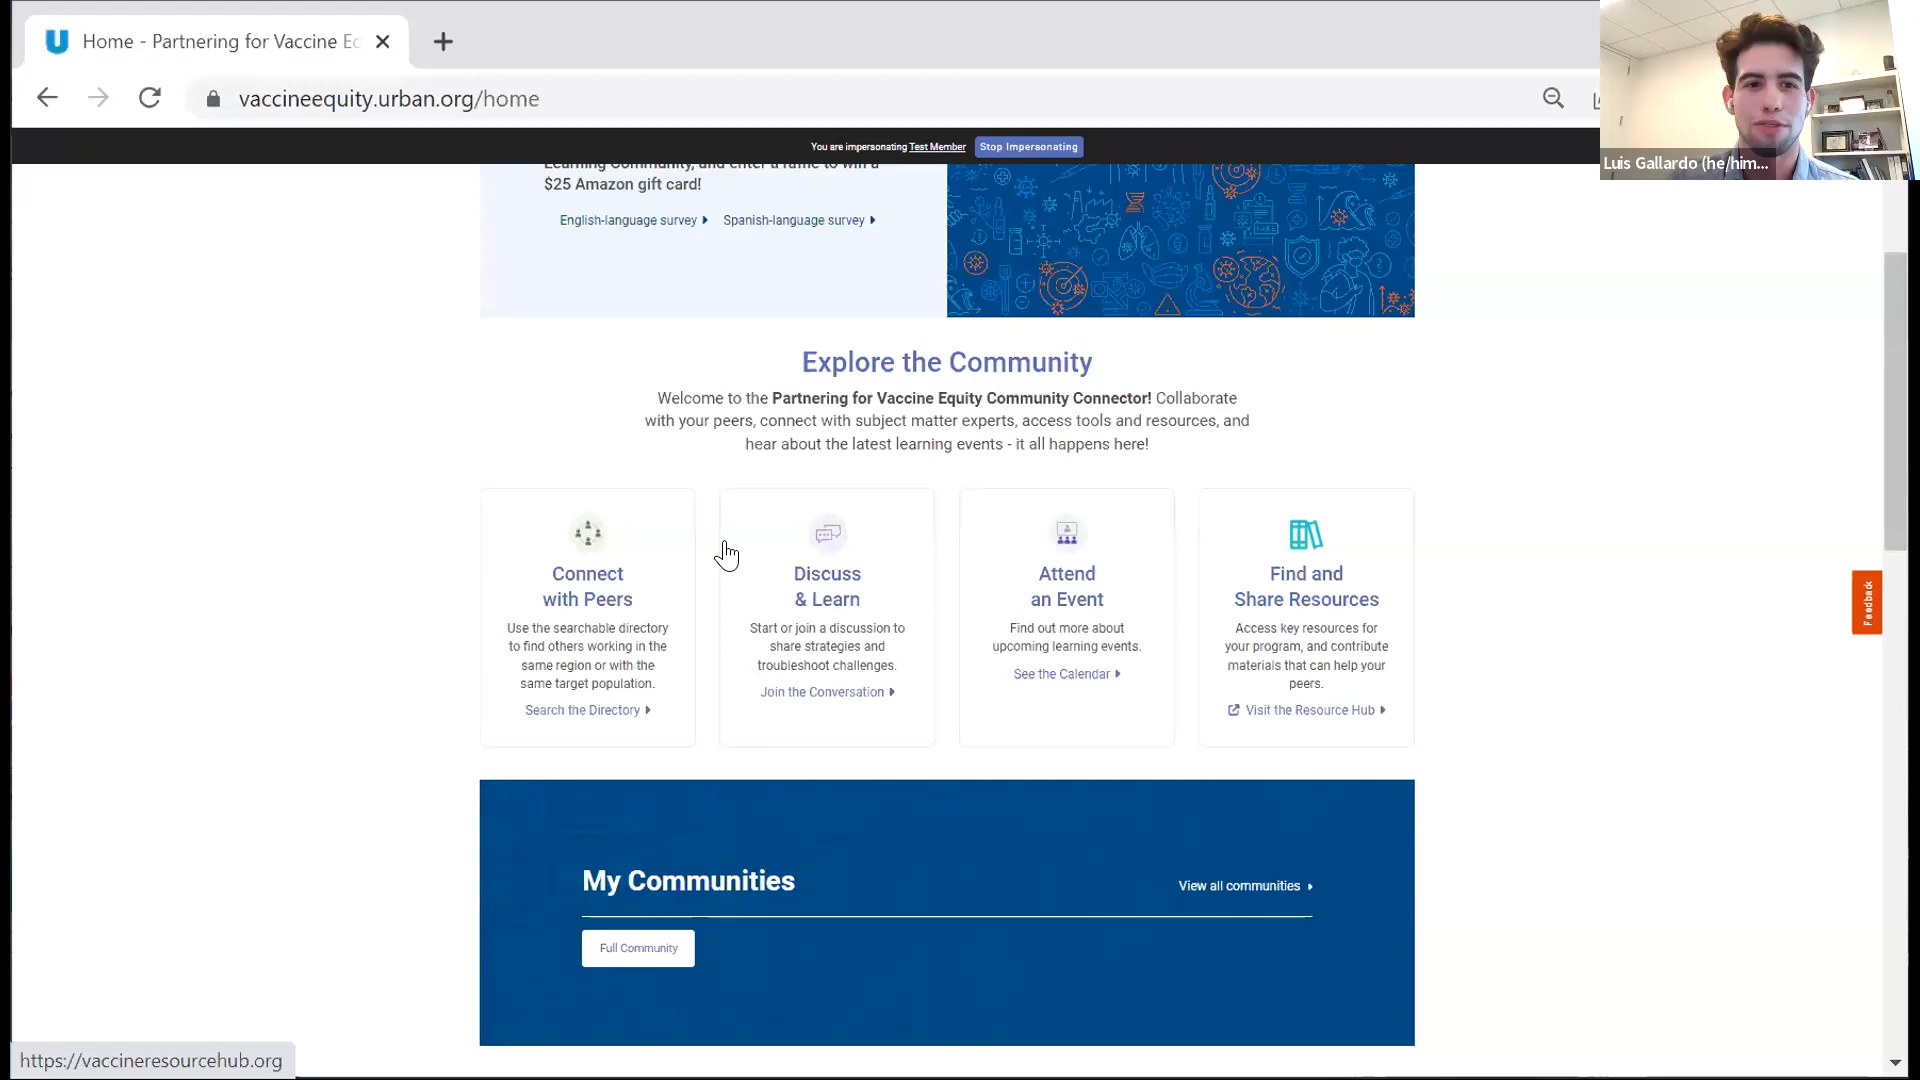 Home - Partnering for Vaccine Ec
vaccineequity.urban.org/home
You are impersonating Test Member Stop Impersonating
Luis Gallardo (he/him...
Learning Community, and enter a raffle to win a
$25 Amazon gift card!
English-language survey
Spanish-language survey
Explore the Community
Welcome to the Partnering for Vaccine Equity Community Connector! Collaborate
with your peers, connect with subject matter experts, access tools and resources, and
hear about the latest learning events - it all happens here!
Connect
with Peers
Use the searchable directory
to find others working in the
same region or with the
same target population.
Search the Directory
Discuss
& Learn
Start or join a discussion to
share strategies and
troubleshoot challenges.
Join the Conversation
Attend
an Event
Find out more about
upcoming learning events.
See the Calendar
Find and
Share Resources
Access key resources for
your program, and contribute
materials that can help your
peers.
Visit the Resource Hub
Feedback
My Communities
View all communities
Full Community
https://vaccineresourcehub.org